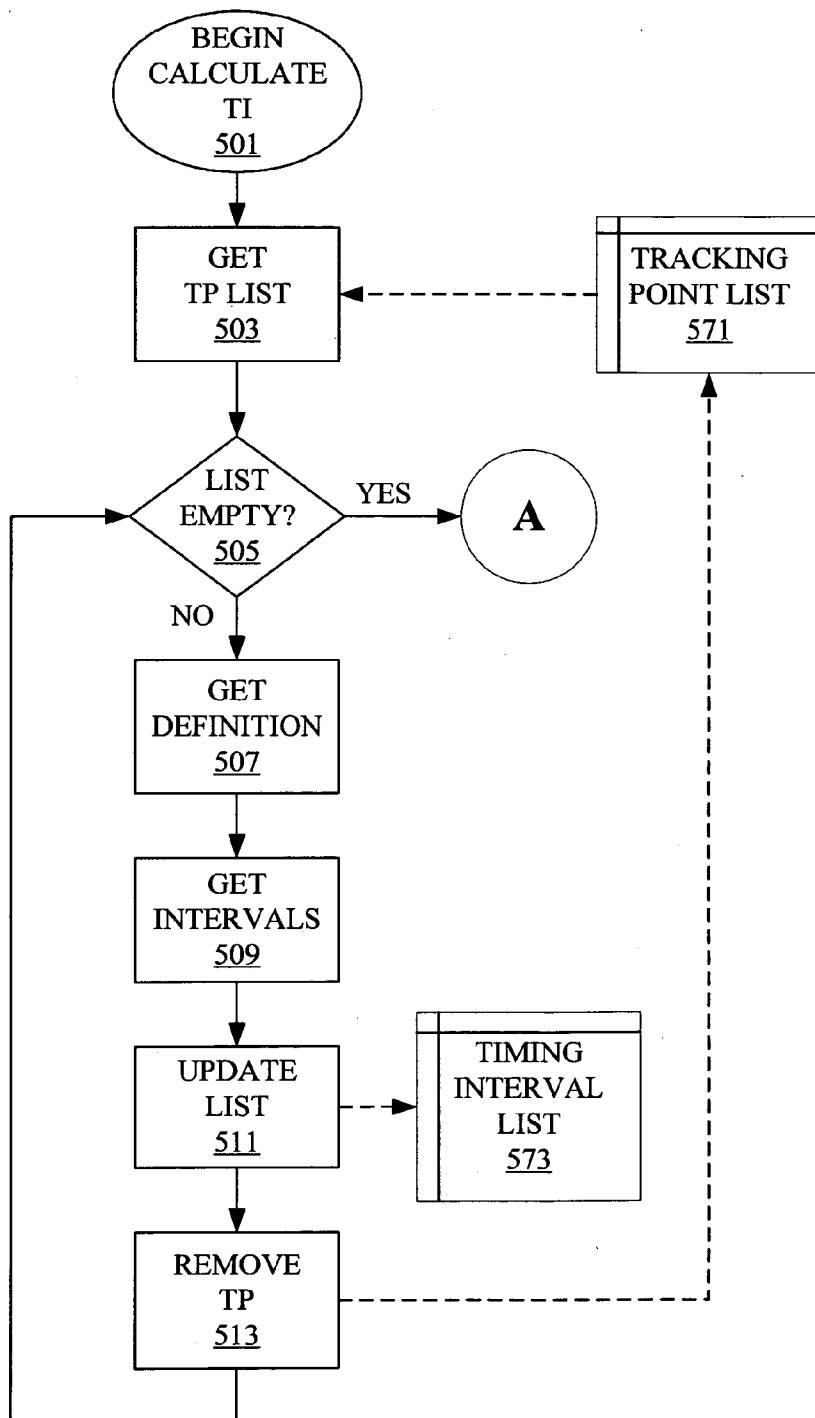 BEGIN
CALCULATE
TI
501
GET
TP LIST
503
TRACKING
POINT LIST
571
LIST
EMPTY?
505
YES
A
NO
GET
DEFINITION
507
GET
INTERVALS
509
UPDATE
LIST
511
TIMING
INTERVAL
LIST
573
REMOVE
TP
513